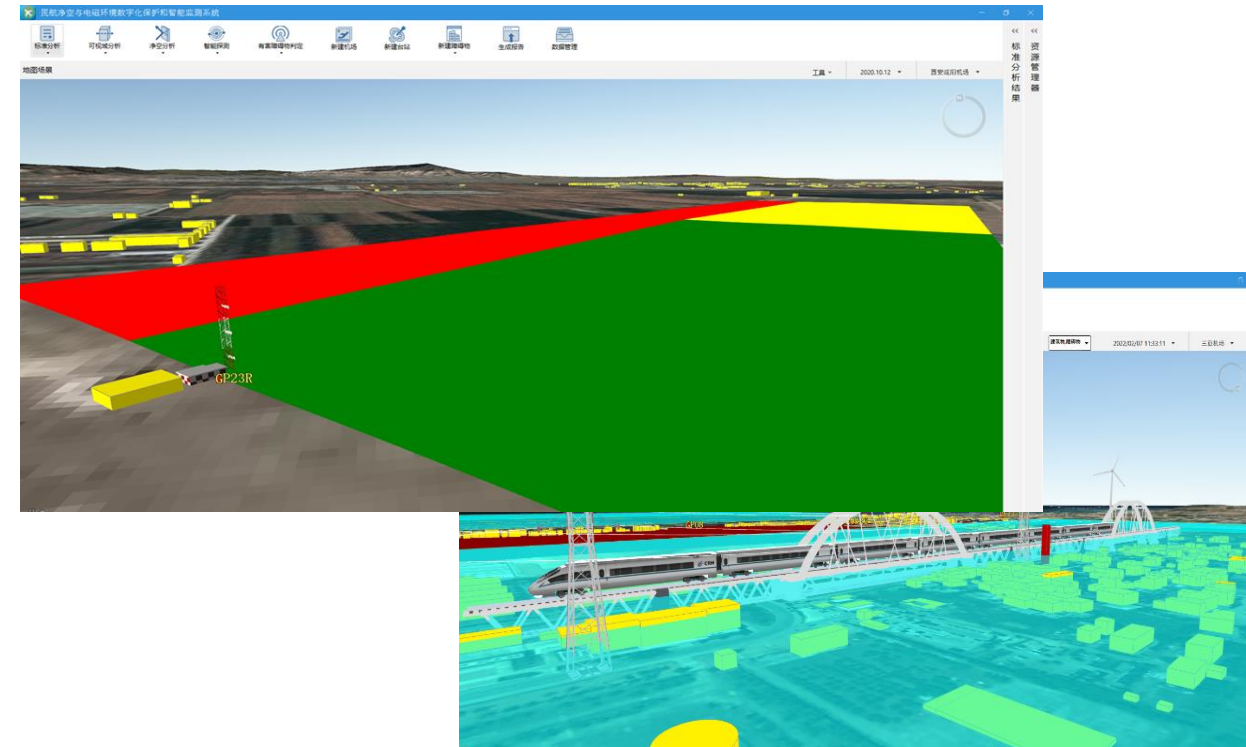 民航净空与电磁环境数字化保护和智能监测系统
标准分析 可视域分析 净空分析 智能探测 有害障碍物判定 新建机场 新建台站 新建障碍物 生成报告 数据管理
地图场景
工具 2020.10.12 西安咸阳机场
标准分析结果
资源管理器
GP23R
建筑物障碍物 2022/02/07 11:33:11 三亚机场
CRH